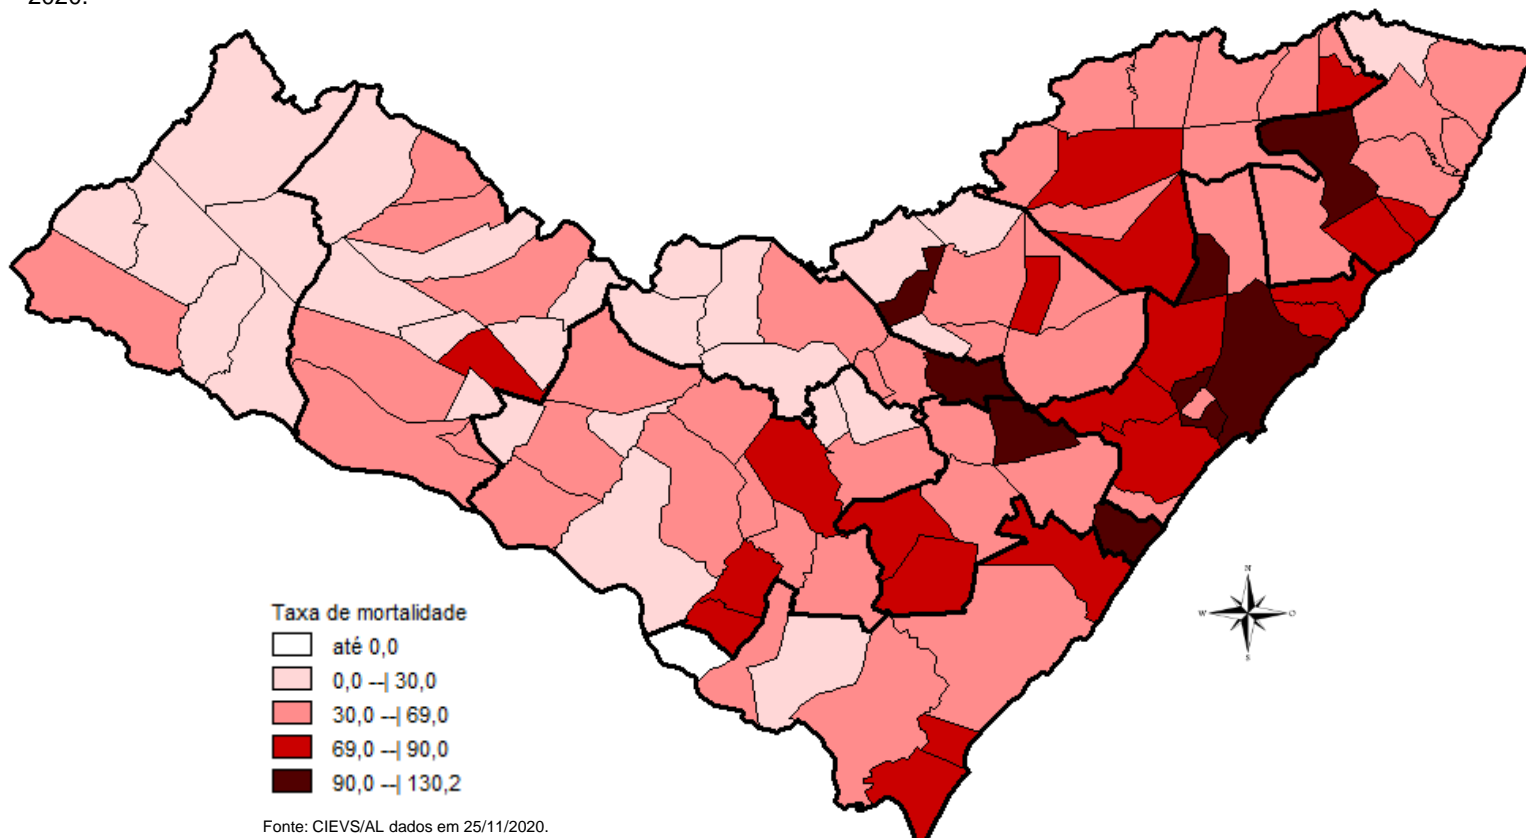 2020.
Taxa de mortalidade
até 0,0
0,0 --| 30,0
30,0 --| 69,0
69,0 --| 90,0
90,0 --| 130,2
Fonte: CIEVS/AL dados em 25/11/2020.
N
W
O
S